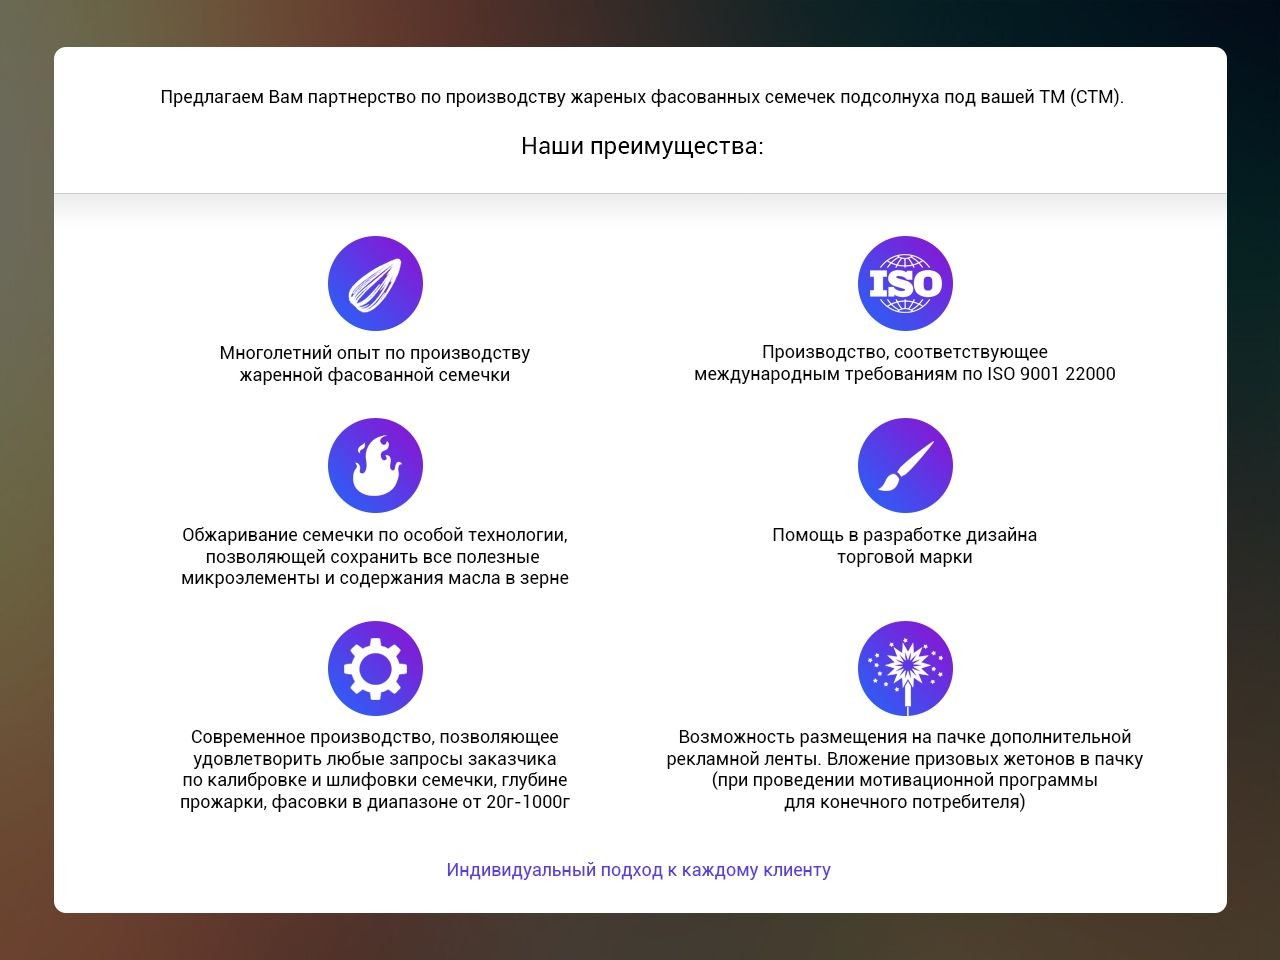 Предлагаем Вам партнерство по производству жареных фасованных семечек подсолнуха под вашей ТМ (СТМ).
Наши преимущества:
Многолетний опыт по производству
жаренной фасованной семечки
ISO
Производство, соответствующее
международным требованиям по ISO 9001 22000
Обжаривание семечки по особой технологии,
позволяющей сохранить все полезные
микроэлементы и содержания масла в зерне
Помощь в разработке дизайна
торговой марки
Современное производство, позволяющее
удовлетворить любые запросы заказчика
по калибровке и шлифовки семечки, глубине
прожарки, фасовки в диапазоне от 20г-1000г
Возможность размещения на пачке дополнительной
рекламной ленты. Вложение призовых жетонов в пачку
(при проведении мотивационной программы
для конечного потребителя)
Индивидуальный подход к каждому клиенту